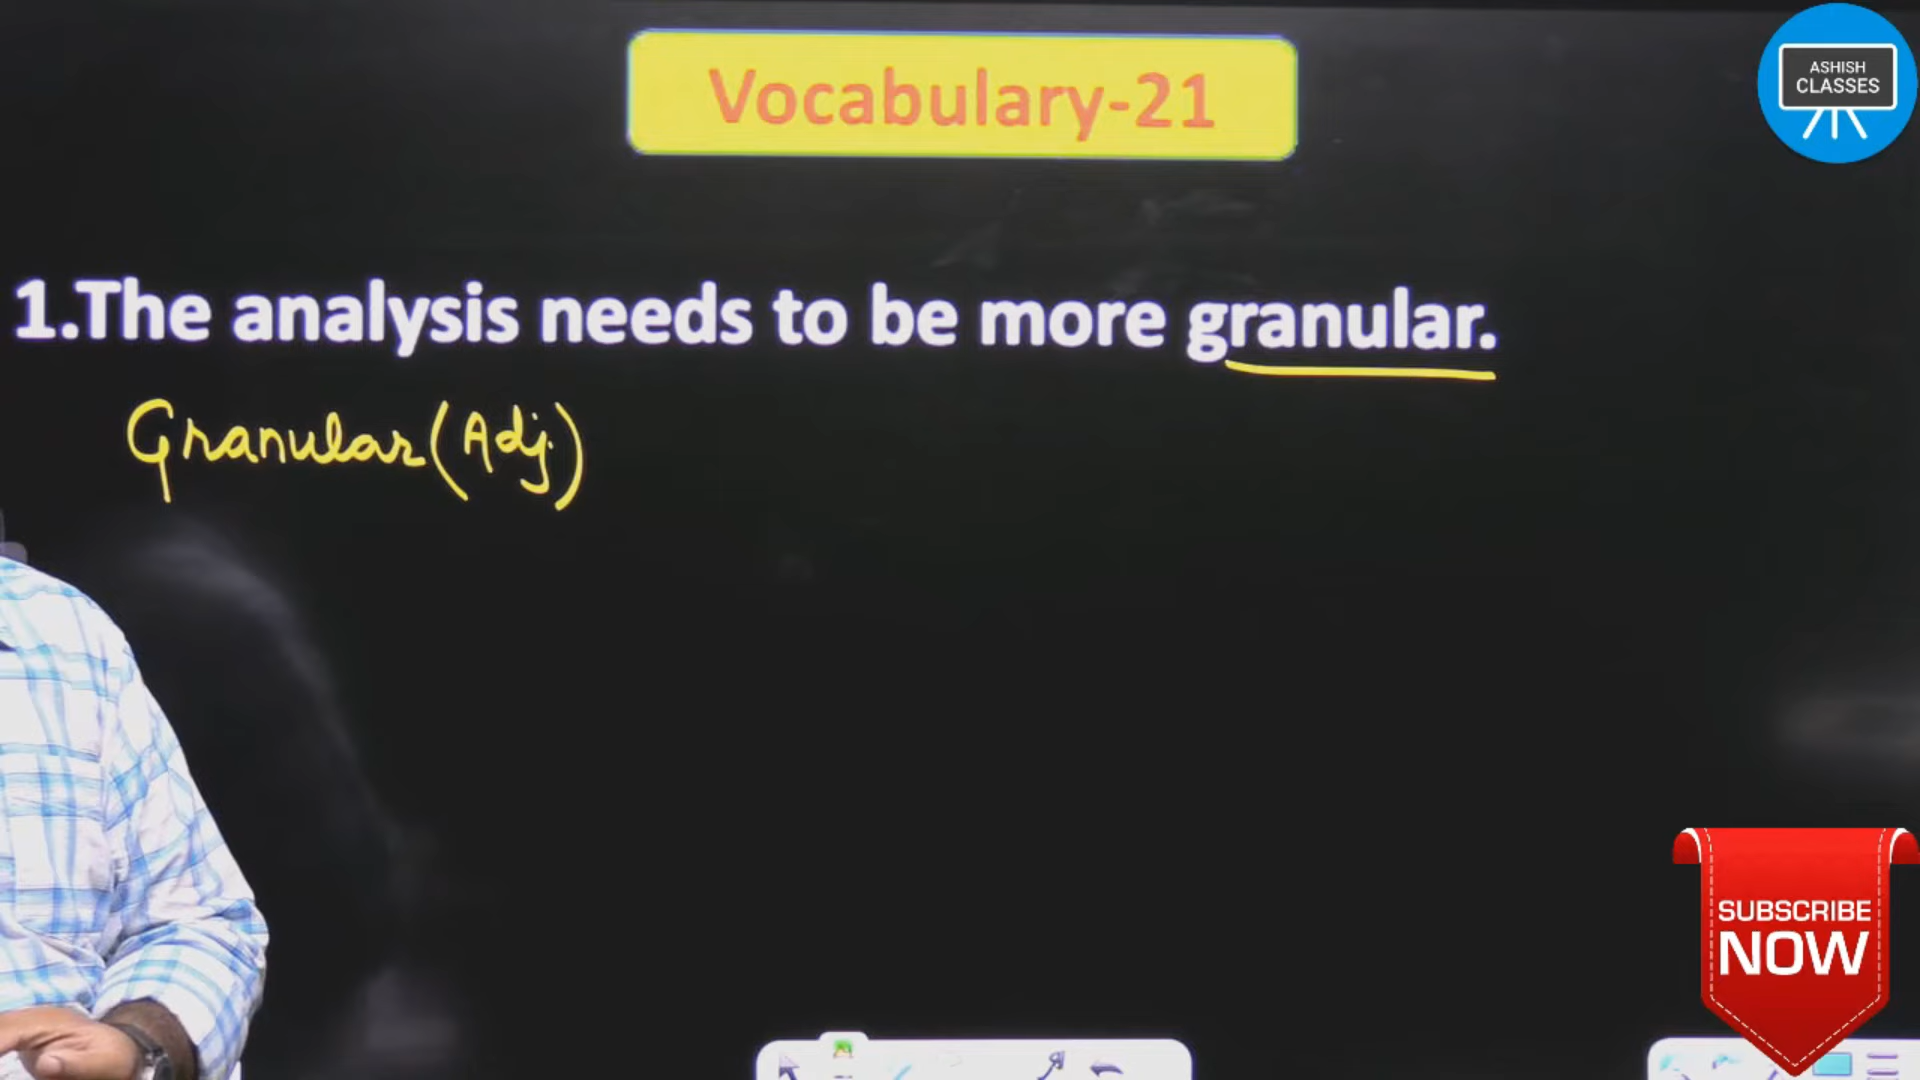 Vocabulary-21
ASHISH
CLASSES
1.The analysis needs to be more granular.
Granular (Adj.)
SUBSCRIBE
NOW